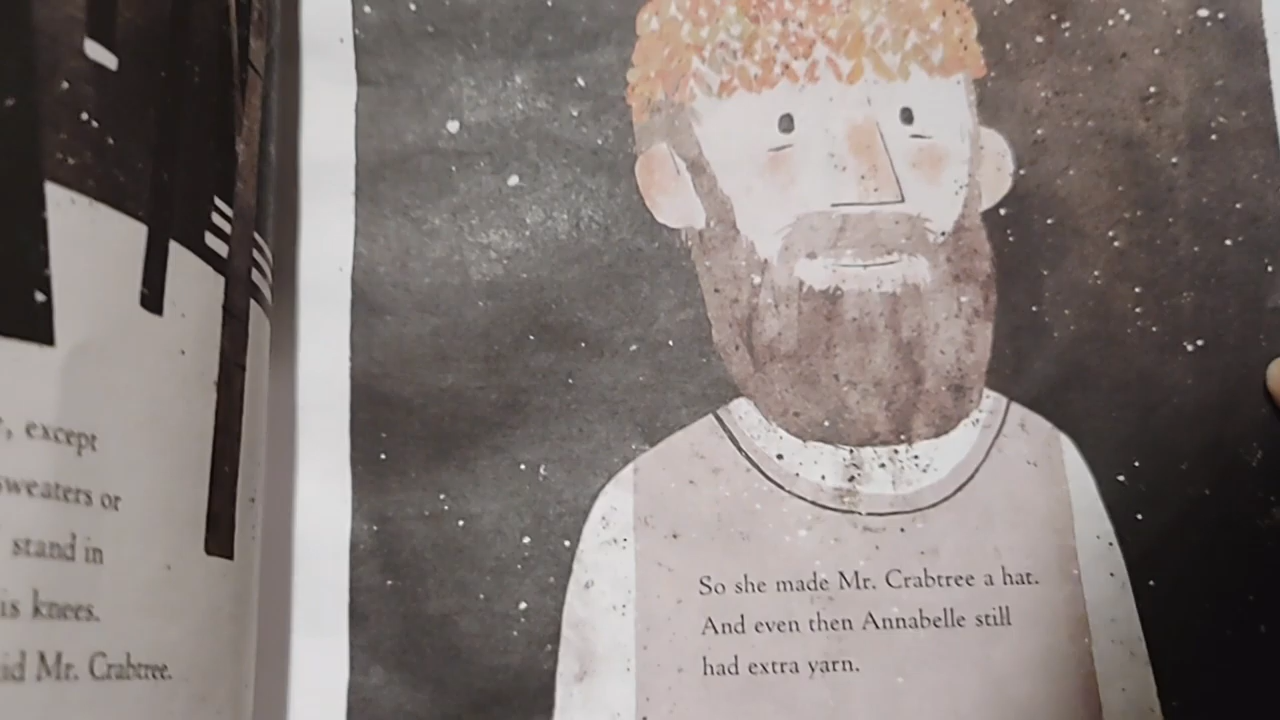 , except
sweaters or
stand in
is knees.
id Mr. Crabtree.
So she made Mr. Crabtree a hat.
And even then Annabelle still
had extra yarn.